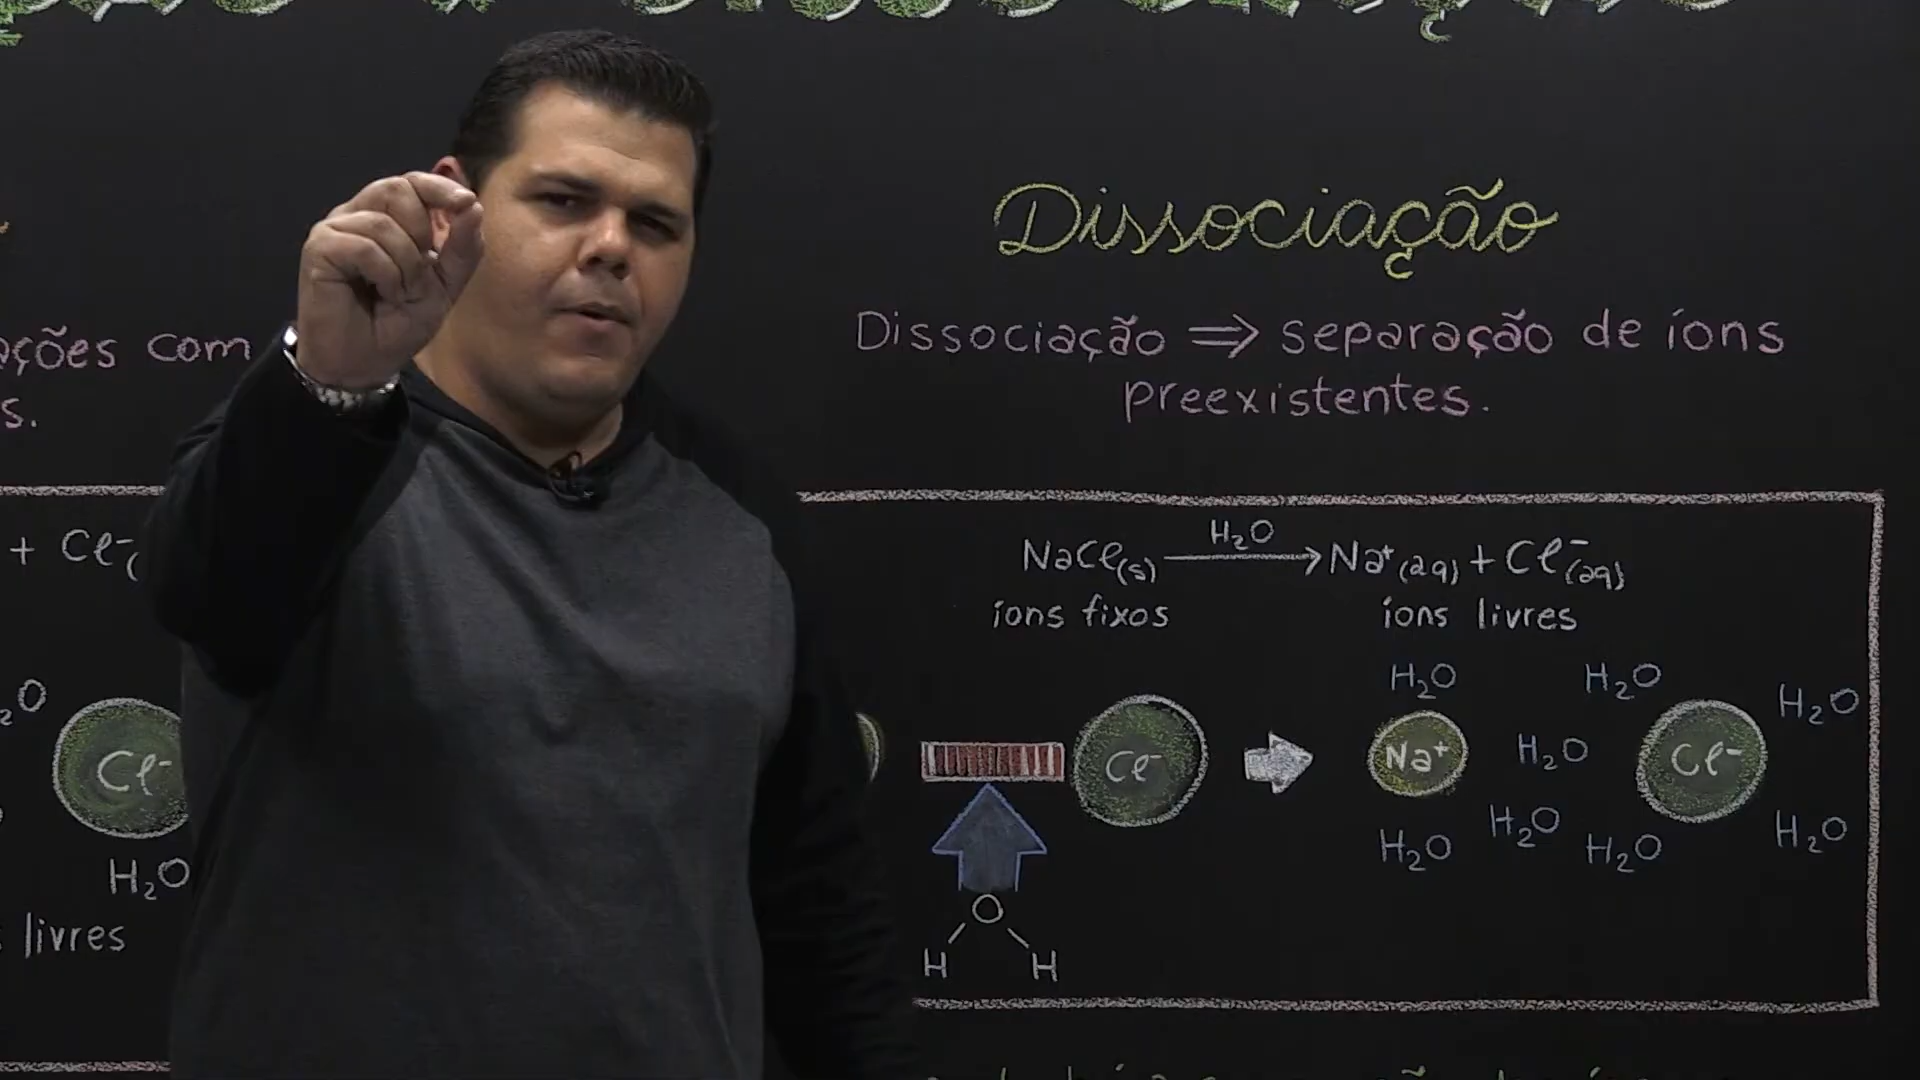 Dissociação
Dissociação ⇒ separação de íons
preexistentes.
com
s.
+ Cl⁻(
H₂O
NaCl(s) → Na⁺(aq) + Cl⁻(aq)
íons fixos
íons livres
Cl⁻
H₂O
livres
Cl⁻
O
H
H
H₂O
H₂O
H₂O
Na⁺
H₂O
Cl⁻
H₂O
H₂O
H₂O
H₂O